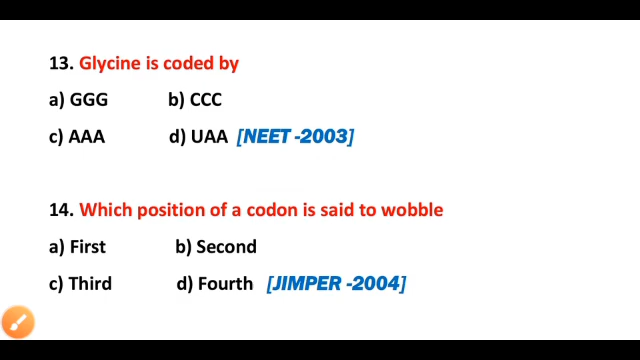 13. Glycine is coded by
a) GGG b) CCC
c) AAA d) UAA [NEET -2003]
14. Which position of a codon is said to wobble
a) First b) Second
c) Third d) Fourth [JIMPER -2004]